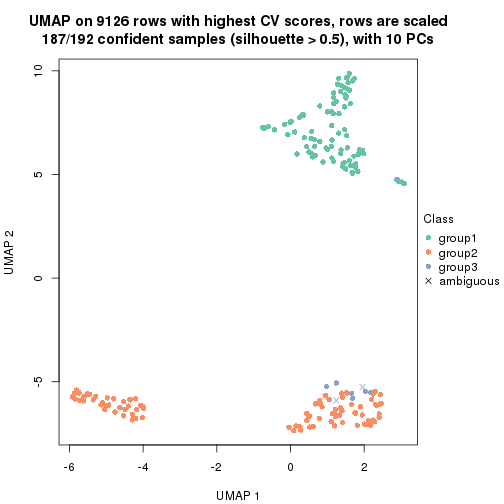 UMAP on 9126 rows with highest CV scores, rows are scaled
187/192 confident samples (silhouette > 0.5), with 10 PCs
10
5
0
-5
UMAP 2
-6
-4
-2
0
2
UMAP 1
Class
group1
group2
group3
ambiguous